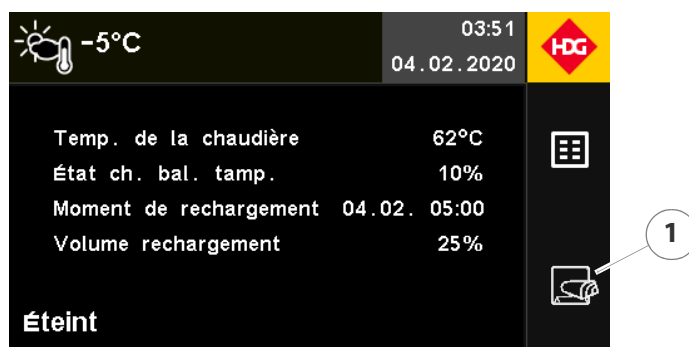 -5°C
03:51
04.02.2020
HDG
Temp. de la chaudière 62°C
État ch. bal. tamp. 10%
Moment de rechargement 04.02. 05:00
Volume rechargement 25%
1
Éteint